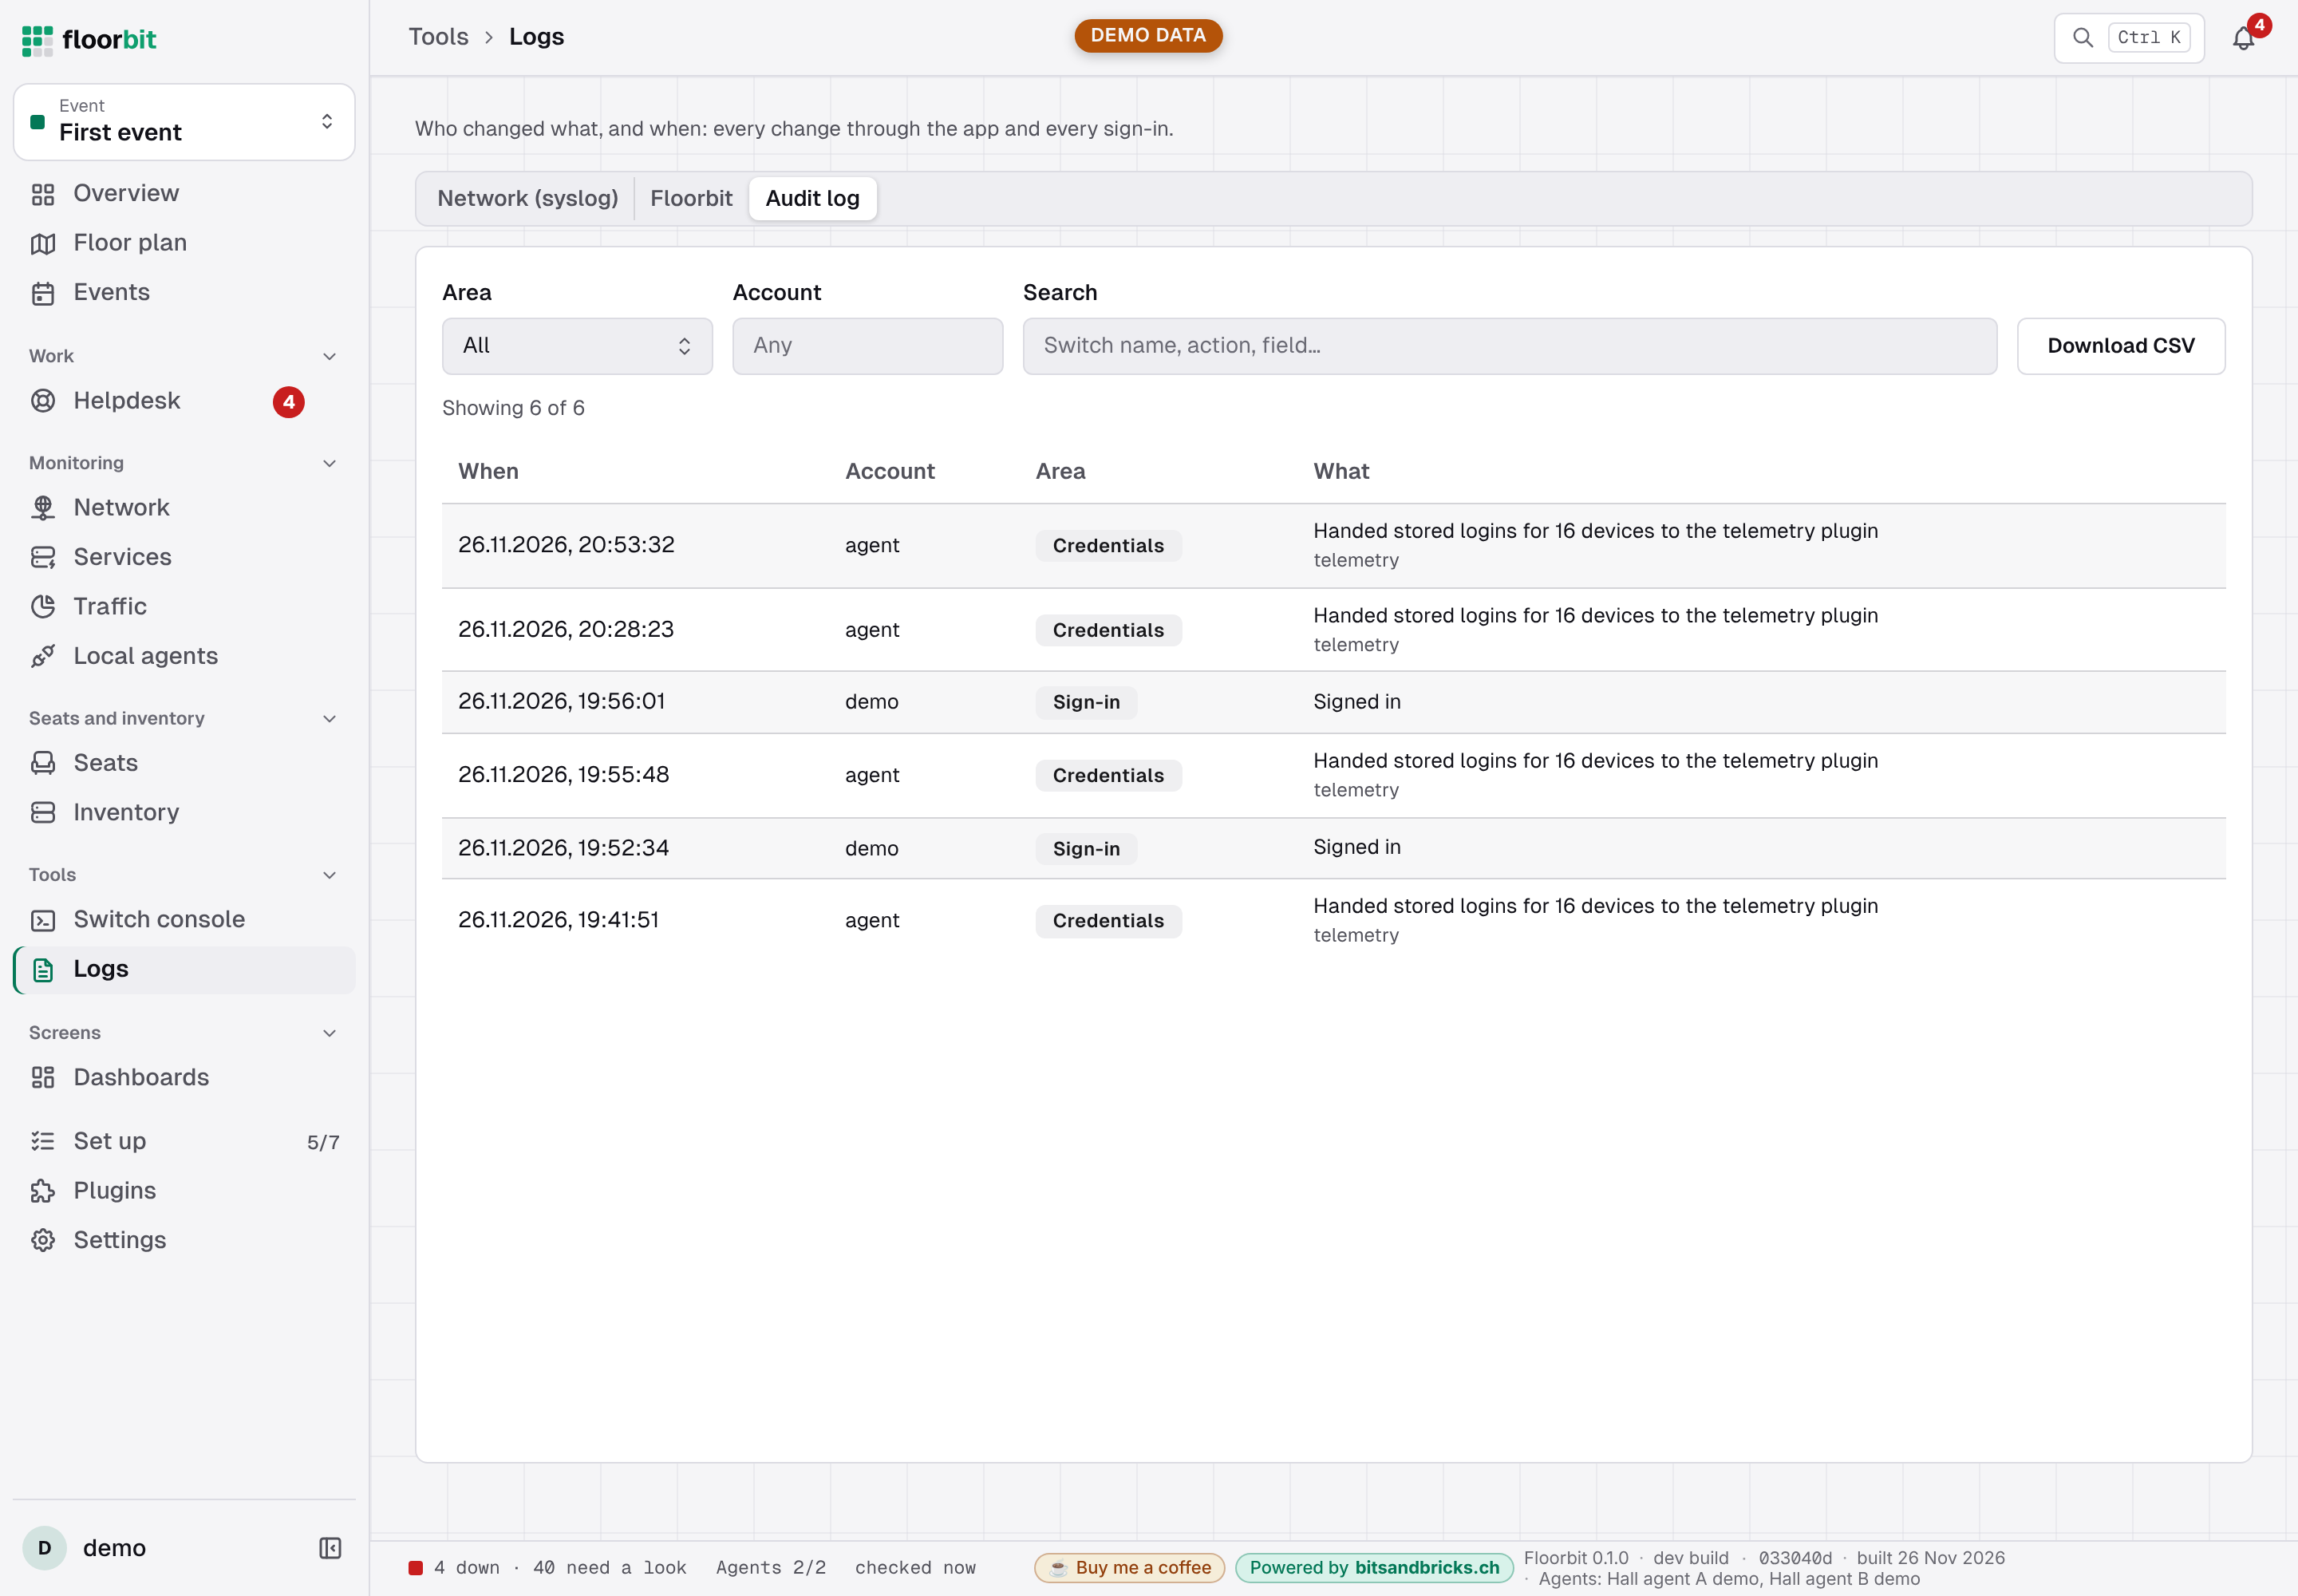 floorbit
Tools > Logs
DEMO DATA
Ctrl K
4
Event
First event
Overview
Floor plan
Events
Work
Helpdesk 4
Monitoring
Network
Services
Traffic
Local agents
Seats and inventory
Seats
Inventory
Tools
Switch console
Logs
Screens
Dashboards
Set up 5/7
Plugins
Settings
D demo
Who changed what, and when: every change through the app and every sign-in.
Network (syslog) Floorbit Audit log
Area Account Search
All Any Switch name, action, field... Download CSV
Showing 6 of 6
When Account Area What
26.11.2026, 20:53:32 agent Credentials Handed stored logins for 16 devices to the telemetry plugin
telemetry
26.11.2026, 20:28:23 agent Credentials Handed stored logins for 16 devices to the telemetry plugin
telemetry
26.11.2026, 19:56:01 demo Sign-in Signed in
26.11.2026, 19:55:48 agent Credentials Handed stored logins for 16 devices to the telemetry plugin
telemetry
26.11.2026, 19:52:34 demo Sign-in Signed in
26.11.2026, 19:41:51 agent Credentials Handed stored logins for 16 devices to the telemetry plugin
telemetry
4 down · 40 need a look Agents 2/2 checked now
Buy me a coffee
Powered by bitsandbricks.ch
Floorbit 0.1.0 · dev build · 033040d · built 26 Nov 2026
· Agents: Hall agent A demo, Hall agent B demo